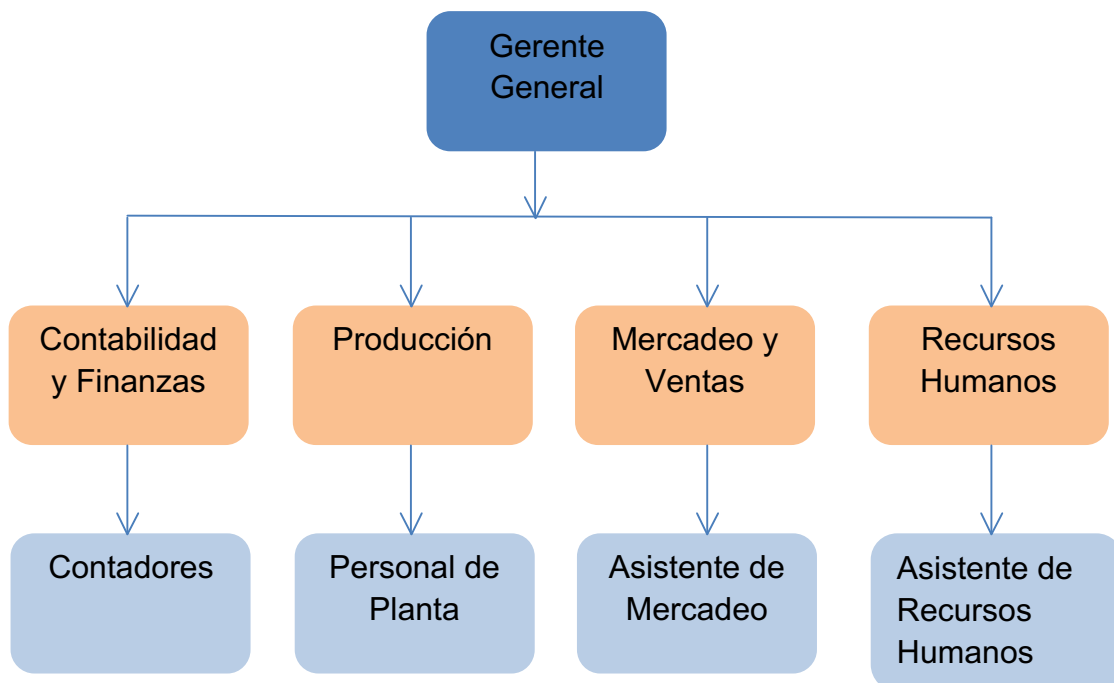 Gerente
General
Contabilidad
y Finanzas
Producción
Mercadeo y
Ventas
Recursos
Humanos
Contadores
Personal de
Planta
Asistente de
Mercadeo
Asistente de
Recursos
Humanos